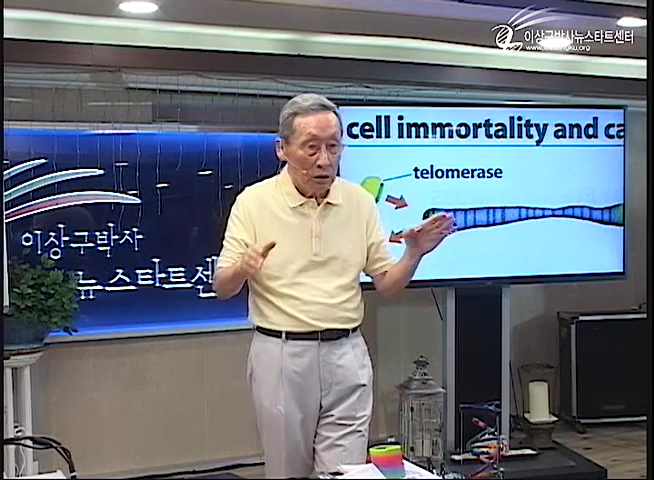 이상구박사뉴스타트센터
cell immortality and ca
telomerase
이상구박사
뉴스타트센